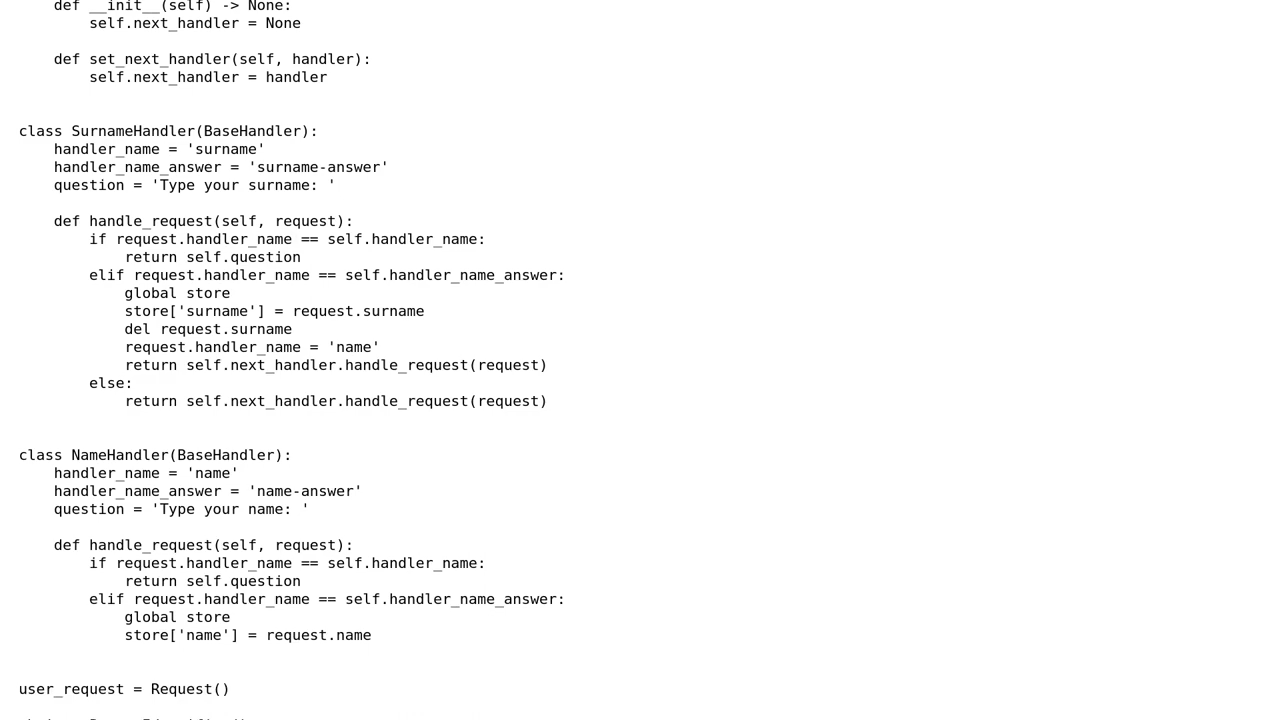 def __init__(self) -> None:
        self.next_handler = None

    def set_next_handler(self, handler):
        self.next_handler = handler


class SurnameHandler(BaseHandler):
    handler_name = 'surname'
    handler_name_answer = 'surname-answer'
    question = 'Type your surname: '

    def handle_request(self, request):
        if request.handler_name == self.handler_name:
            return self.question
        elif request.handler_name == self.handler_name_answer:
            global store
            store['surname'] = request.surname
            del request.surname
            request.handler_name = 'name'
            return self.next_handler.handle_request(request)
        else:
            return self.next_handler.handle_request(request)


class NameHandler(BaseHandler):
    handler_name = 'name'
    handler_name_answer = 'name-answer'
    question = 'Type your name: '

    def handle_request(self, request):
        if request.handler_name == self.handler_name:
            return self.question
        elif request.handler_name == self.handler_name_answer:
            global store
            store['name'] = request.name


user_request = Request()